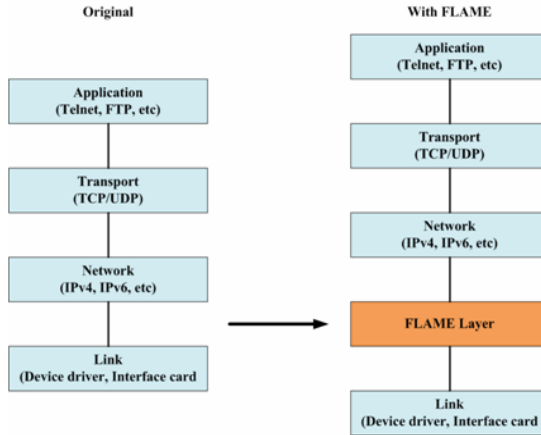 Original
Application
(Telnet, FTP, etc)
Transport
(TCP/UDP)
Network
(IPv4, IPv6, etc)
Link
(Device driver, Interface card
With FLAME
Application
(Telnet, FTP, etc)
Transport
(TCP/UDP)
Network
(IPv4, IPv6, etc)
FLAME Layer
Link
(Device driver, Interface card